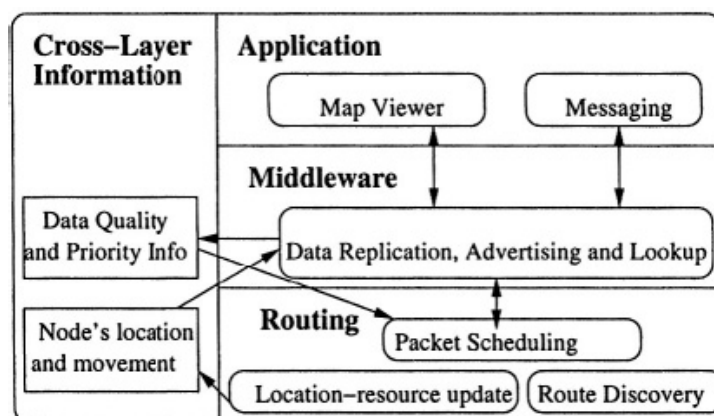 Cross–Layer
Information
Application
Map Viewer
Messaging
Middleware
Data Quality
and Priority Info
Data Replication, Advertising and Lookup
Node's location
and movement
Routing
Packet Scheduling
Location–resource update
Route Discovery